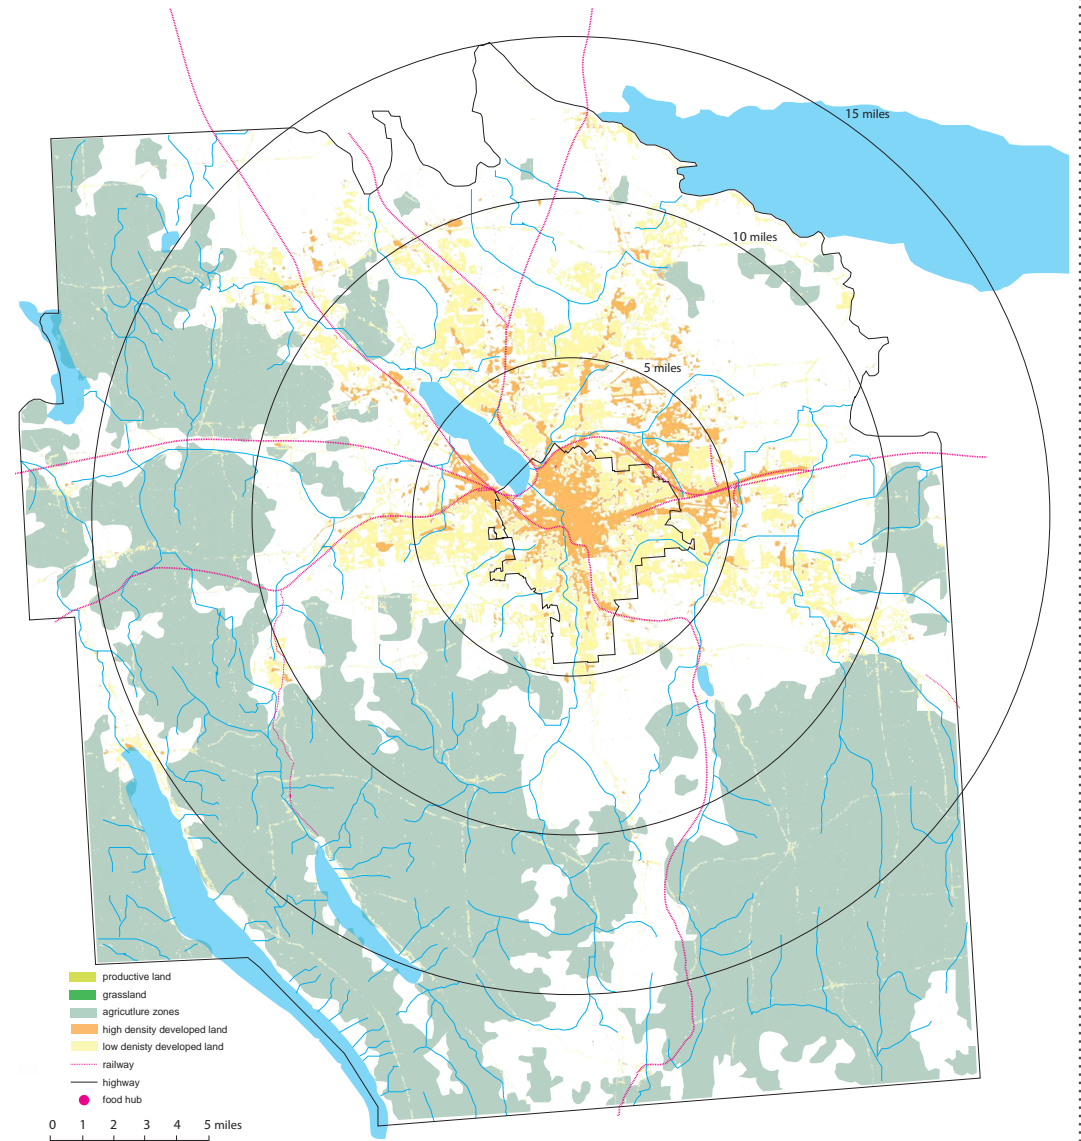 15 miles
10 miles
5 miles
productive land
grassland
agricutlure zones
high density developed land
low denisty developed land
railway
highway
food hub
0 1 2 3 4 5 miles